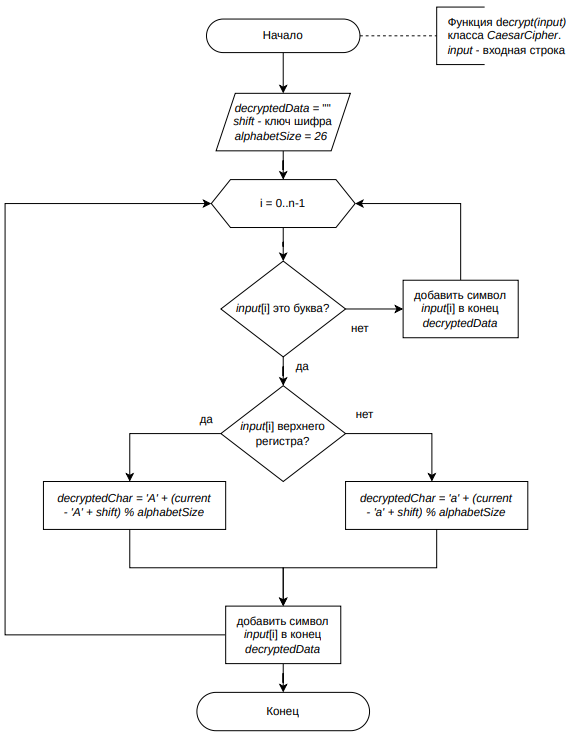 Начало
Функция decrypt(input)
класса CaesarCipher.
input - входная строка
decryptedData = ""
shift - ключ шифра
alphabetSize = 26
i = 0..n-1
input[i] это буква?
нет
добавить символ
input[i] в конец
decryptedData
да
input[i] верхнего
регистра?
да
нет
decryptedChar = 'A' + (current
- 'A' + shift) % alphabetSize
decryptedChar = 'a' + (current
- 'a' + shift) % alphabetSize
добавить символ
input[i] в конец
decryptedData
Конец